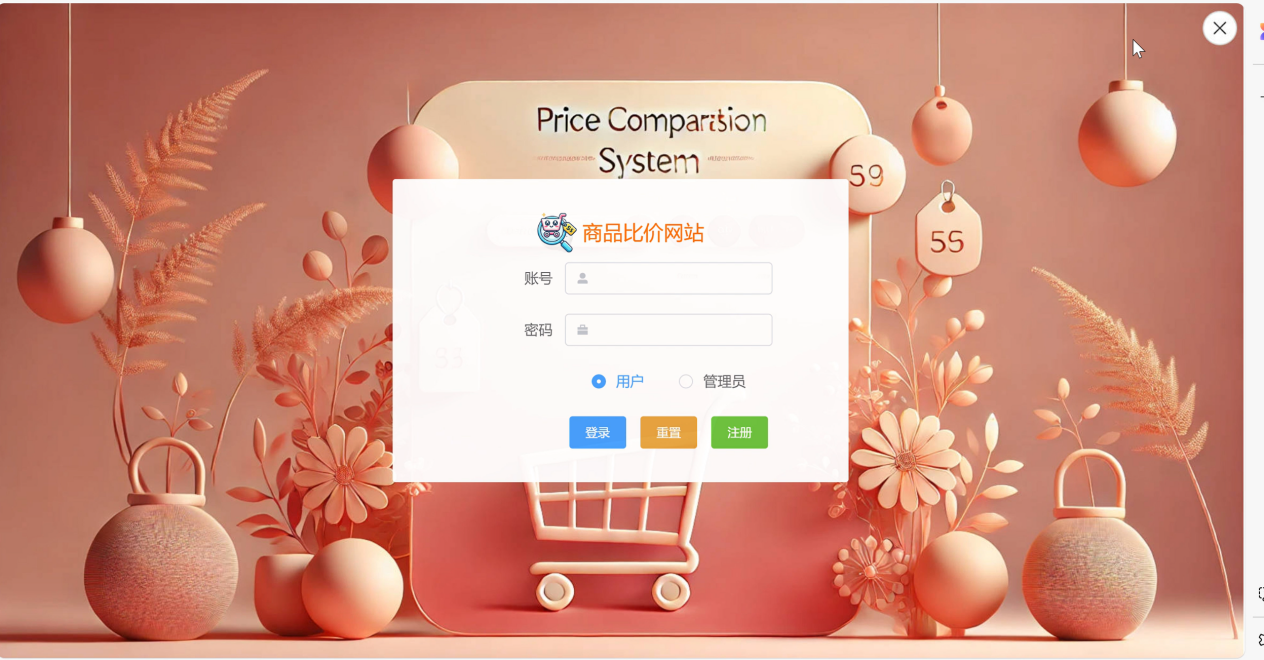 Price Comparison
System
59
55
商品比价网站
账号
密码
用户 管理员
登录 重置 注册